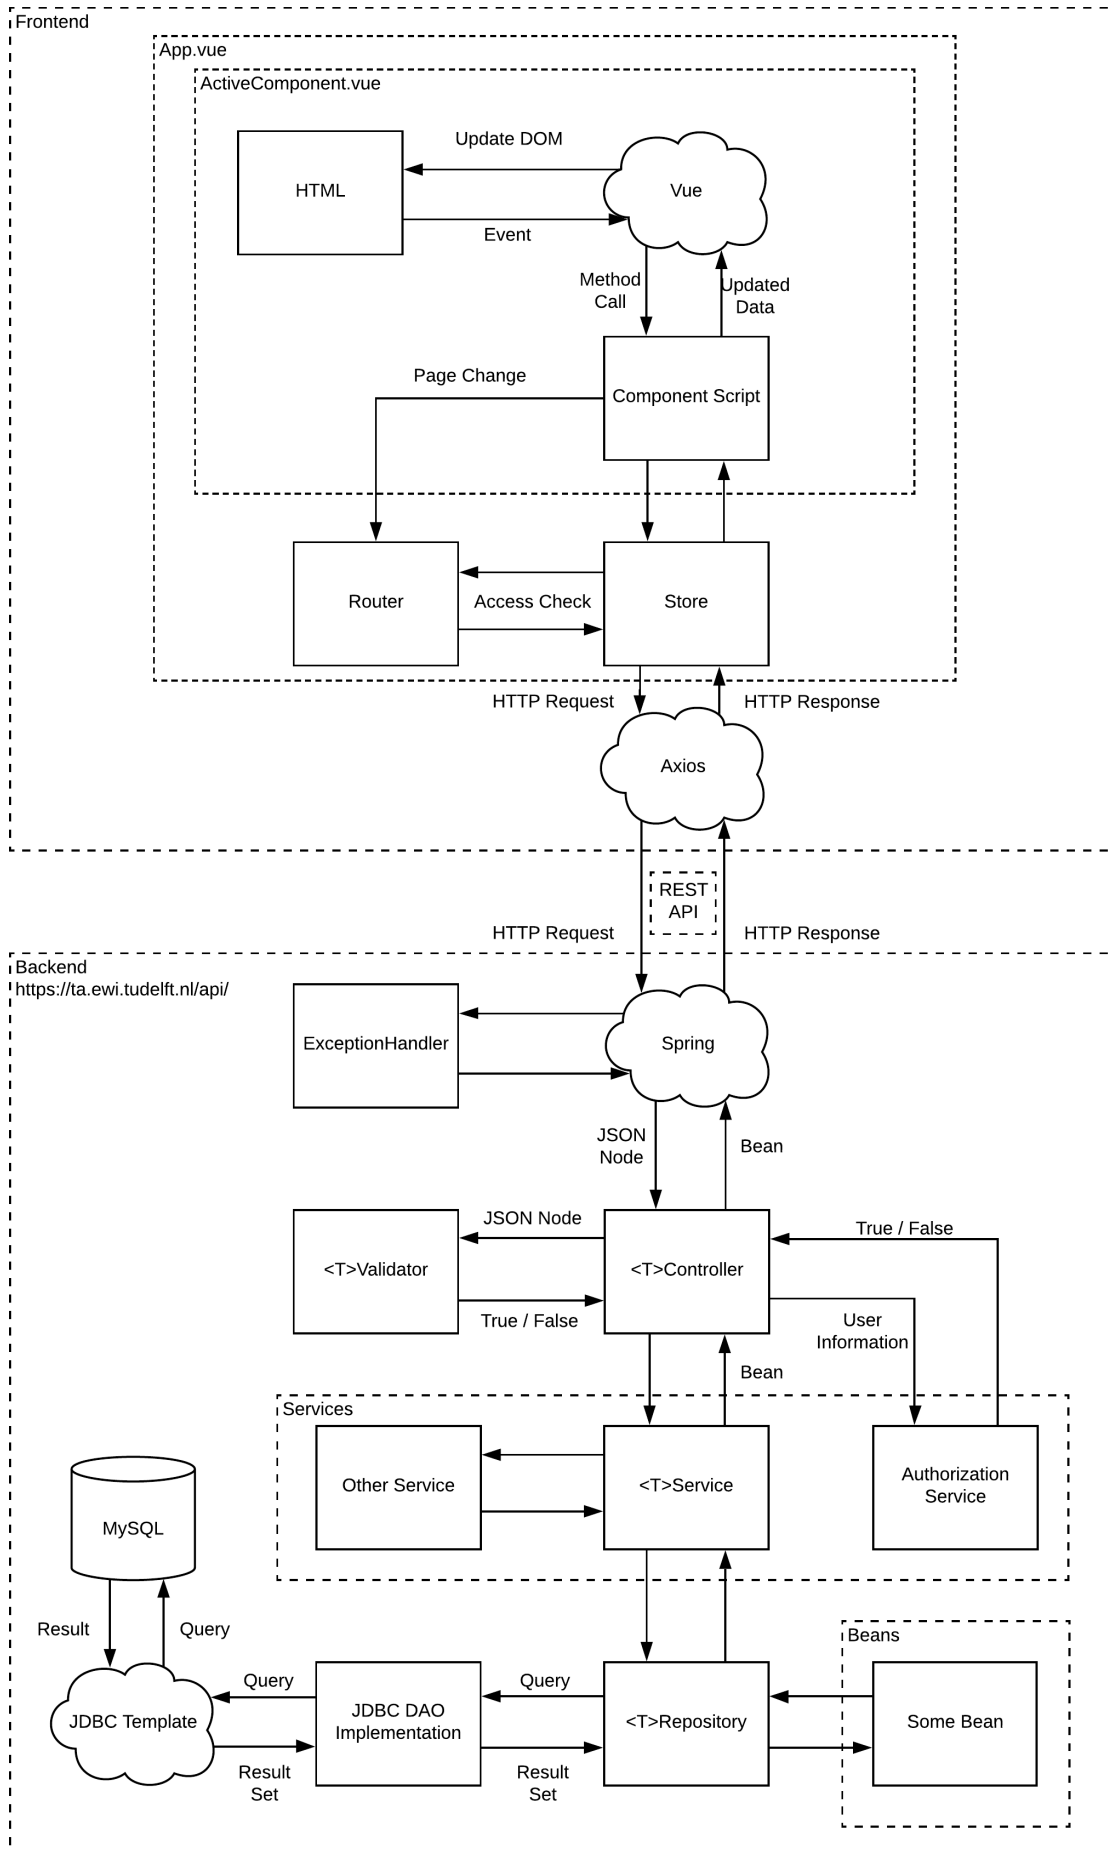 Frontend
App.vue
ActiveComponent.vue
Update DOM
HTML
Vue
Event
Method
Call
Updated
Data
Page Change
Component Script
Router
Access Check
Store
HTTP Request
HTTP Response
Axios
REST
API
HTTP Request
HTTP Response
Backend
https://ta.ewi.tudelft.nl/api/
ExceptionHandler
Spring
JSON
Node
Bean
JSON Node
True / False
<T>Validator
<T>Controller
True / False
User
Information
Bean
Services
Other Service
<T>Service
Authorization
Service
MySQL
Result
Query
Beans
Query
Query
JDBC Template
JDBC DAO
Implementation
<T>Repository
Some Bean
Result
Set
Result
Set